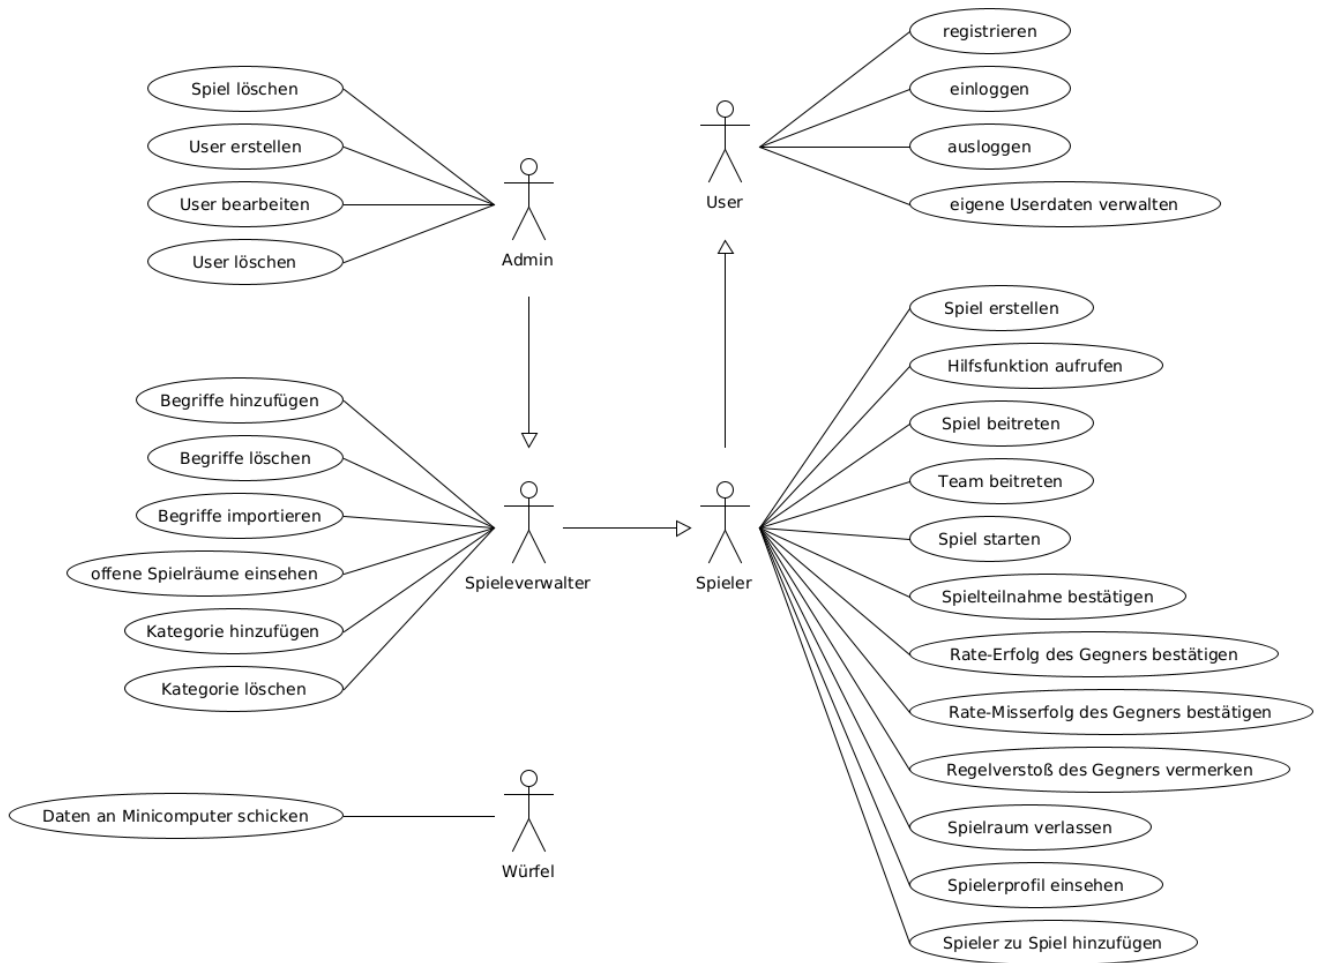 registrieren
einloggen
ausloggen
eigene Userdaten verwalten
User
Spiel löschen
User erstellen
User bearbeiten
User löschen
Admin
Spiel erstellen
Hilfsfunktion aufrufen
Spiel beitreten
Team beitreten
Spiel starten
Spielteilnahme bestätigen
Rate-Erfolg des Gegners bestätigen
Rate-Misserfolg des Gegners bestätigen
Regelverstoß des Gegners vermerken
Spielraum verlassen
Spielerprofil einsehen
Spieler zu Spiel hinzufügen
Spieler
Begriffe hinzufügen
Begriffe löschen
Begriffe importieren
offene Spielräume einsehen
Kategorie hinzufügen
Kategorie löschen
Spieleverwalter
Daten an Minicomputer schicken
Würfel